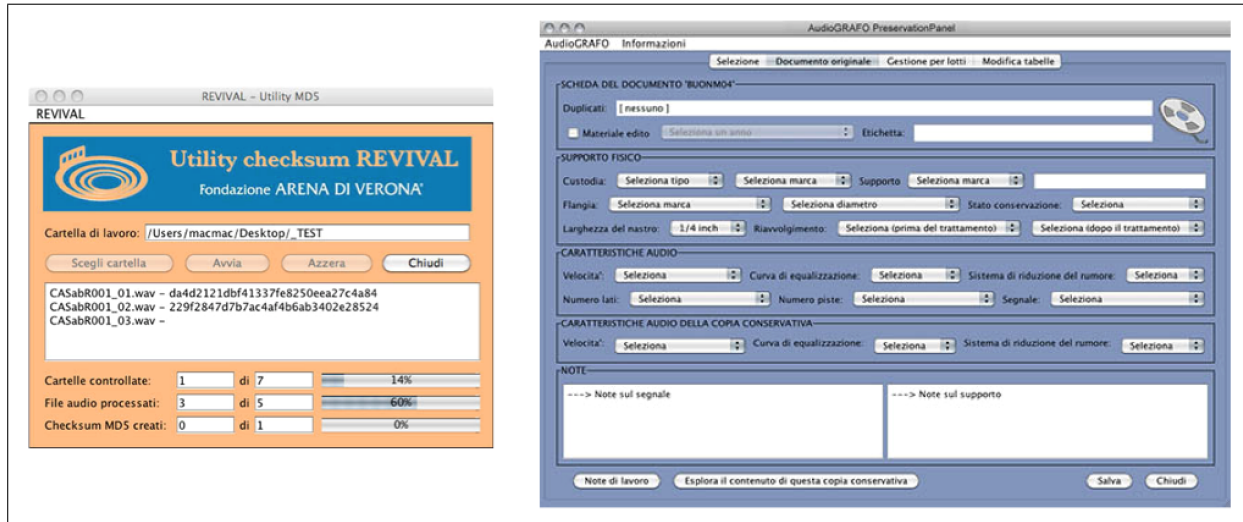 REVIVAL – Utility MD5
REVIVAL
Utility checksum REVIVAL
Fondazione ARENA DI VERONA®
Cartella di lavoro: /Users/macmac/Desktop/_TEST
Scegli cartella Avvia Azzera Chiudi
CASabR001_01.wav – da4d2121dbf41337fe8250eea27c4a84
CASabR001_02.wav – 229f2847d7b7ac4af4b6ab3402e28524
CASabR001_03.wav –
Cartelle controllate: 1 di 7 14%
File audio processati: 3 di 5 60%
Checksum MD5 creati: 0 di 1 0%
AudioGRAFO PreservationPanel
AudioGRAFO Informazioni
Selezione Documento originale Gestione per lotti Modifica tabelle
SCHEDA DEL DOCUMENTO "BUONM04"
Duplicati: [ nessuno ]
Materiale edito Seleziona un anno Etichetta:
SUPPORTO FISICO
Custodia: Seleziona tipo Seleziona marca Supporto Seleziona marca
Flangia: Seleziona marca Seleziona diametro Stato conservazione: Seleziona
Larghezza del nastro: 1/4 inch Riavvolgimento: Seleziona (prima del trattamento) Seleziona (dopo il trattamento)
CARATTERISTICHE AUDIO
Velocita': Seleziona Curva di equalizzazione: Seleziona Sistema di riduzione del rumore: Seleziona
Numero lati: Seleziona Numero piste: Seleziona Segnale: Seleziona
CARATTERISTICHE AUDIO DELLA COPIA CONSERVATIVA
Velocita': Seleziona Curva di equalizzazione: Seleziona Sistema di riduzione del rumore: Seleziona
NOTE
---> Note sul segnale ---> Note sul supporto
Note di lavoro Esplora il contenuto di questa copia conservativa Salva Chiudi